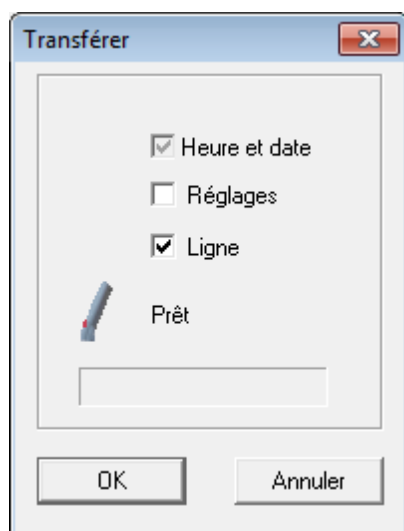 Transférer
Heure et date
Réglages
Ligne
Prêt
OK
Annuler